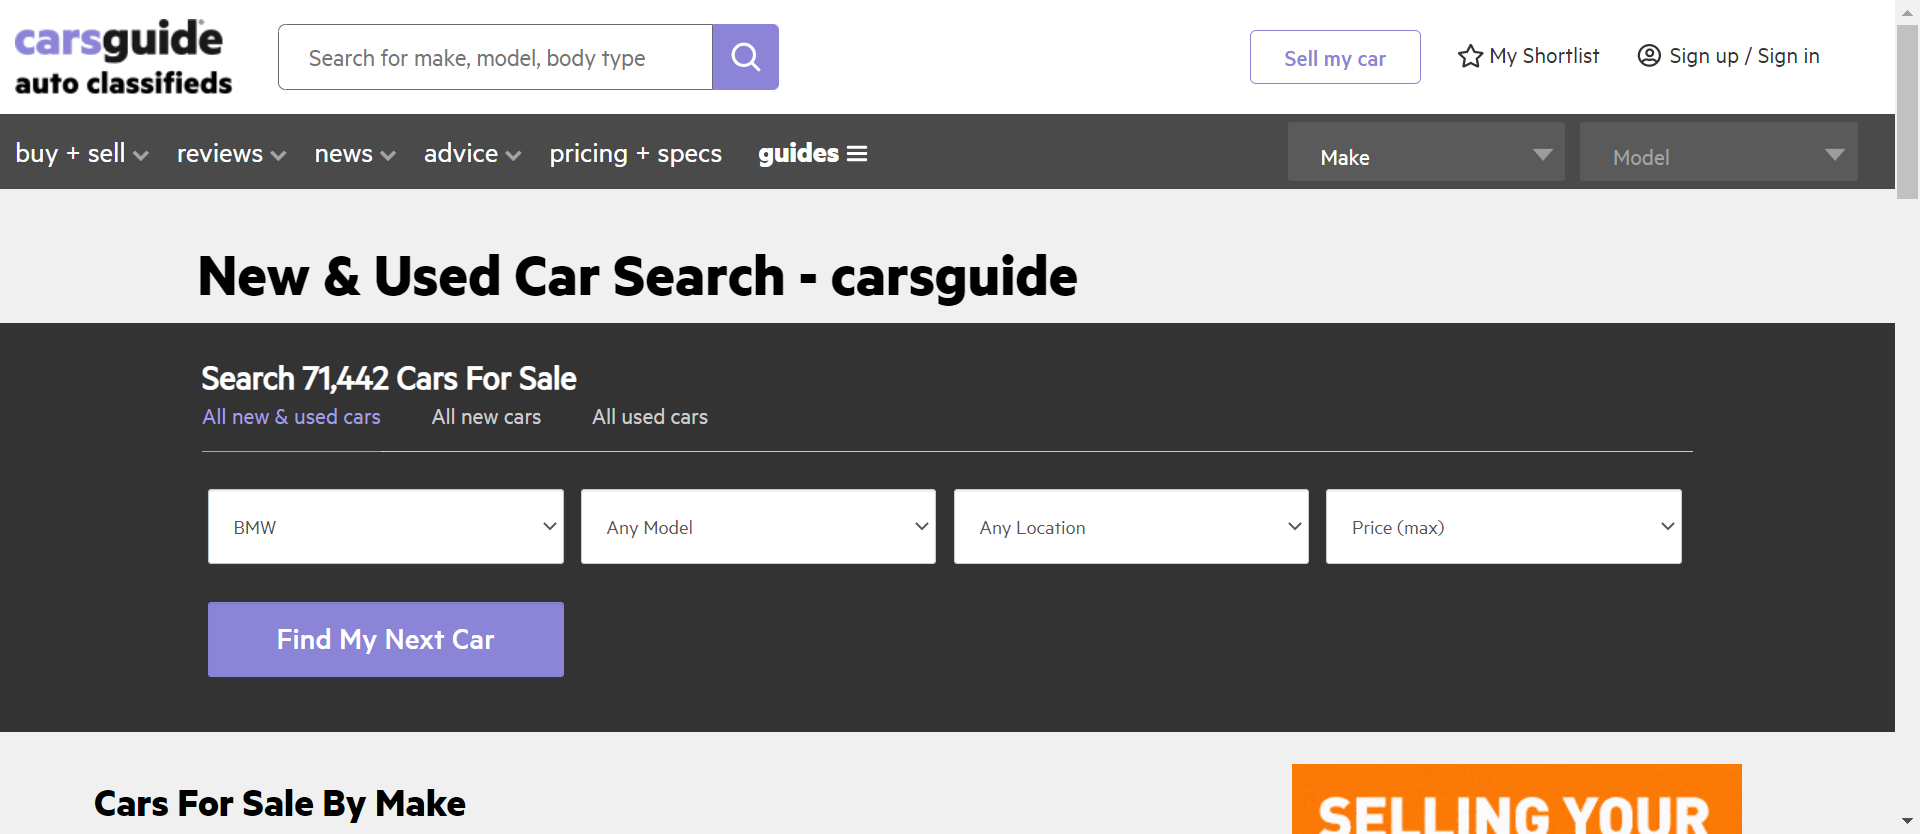 carsguide
auto classifieds
Search for make, model, body type
Sell my car
My Shortlist
Sign up / Sign in
buy + sell
reviews
news
advice
pricing + specs
guides
Make
Model
New & Used Car Search - carsguide
Search 71,442 Cars For Sale
All new & used cars
All new cars
All used cars
BMW
Any Model
Any Location
Price (max)
Find My Next Car
Cars For Sale By Make
SELLING YOUR